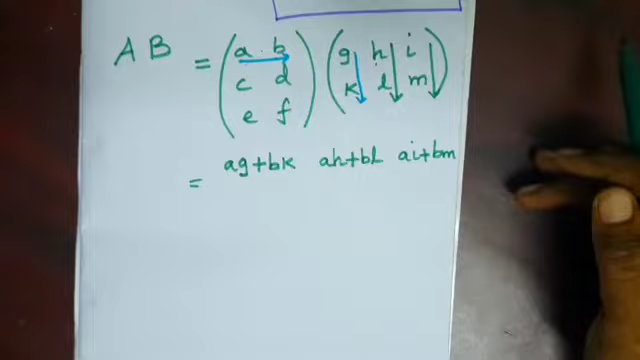 AB = ( a b ) ( g h i )
c d k l m
e f
= ag+bk ah+bl ai+bm